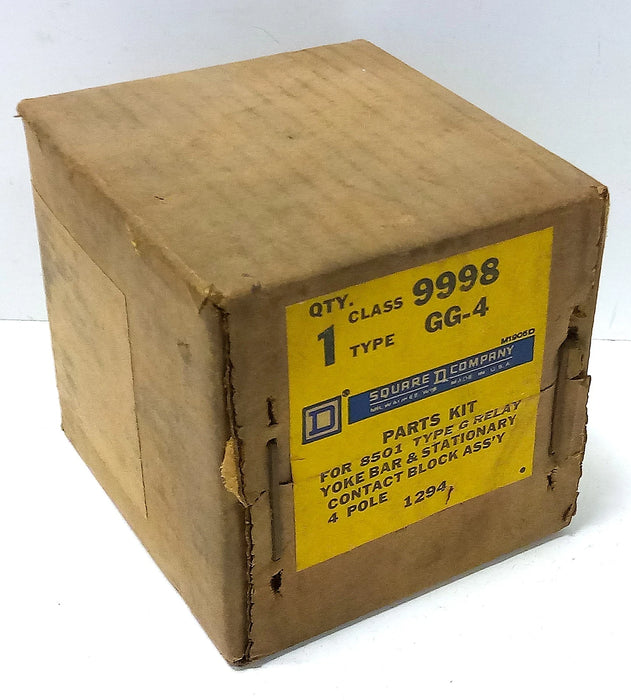 QTY. CLASS 9998
1 TYPE GG-4
M1905D
D ®
SQUARE D COMPANY
MILWAUKEE, WIS. MADE IN U.S.A.
PARTS KIT
FOR 8501 TYPE G RELAY
YOKE BAR & STATIONARY
CONTACT BLOCK ASS'Y
4 POLE 1294